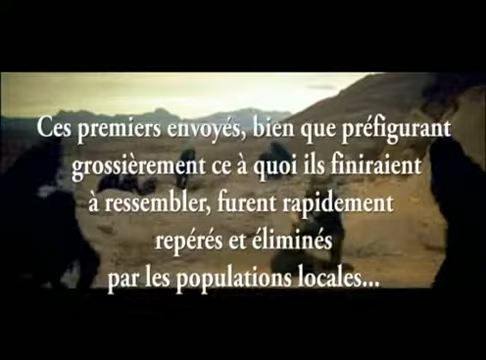 Ces premiers envoyés, bien que préfigurant
grossièrement ce à quoi ils finiraient
à ressembler, furent rapidement
repérés et éliminés
par les populations locales...